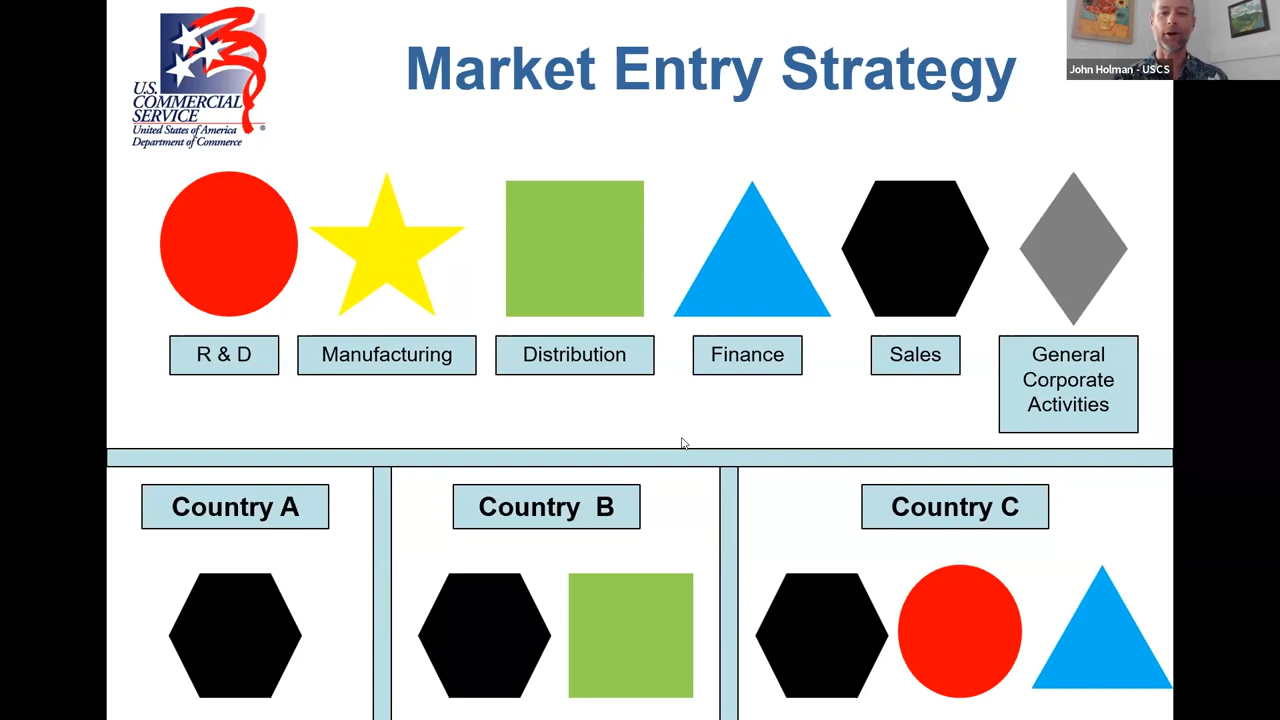 U.S.
COMMERCIAL
SERVICE
United States of America
Department of Commerce
®
Market Entry Strategy
John Holman - USCS
R & D
Manufacturing
Distribution
Finance
Sales
General
Corporate
Activities
Country A
Country B
Country C